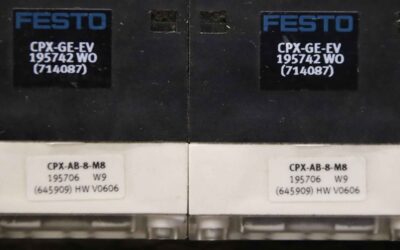 FESTO
CPX-GE-EV
195742 WO
(714087)
FESTO
CPX-GE-EV
195742 WO
(714087)
CPX-AB-8-M8
195706 W9
(645909) HW V0606
CPX-AB-8-M8
195706 W9
(645909) HW V0606